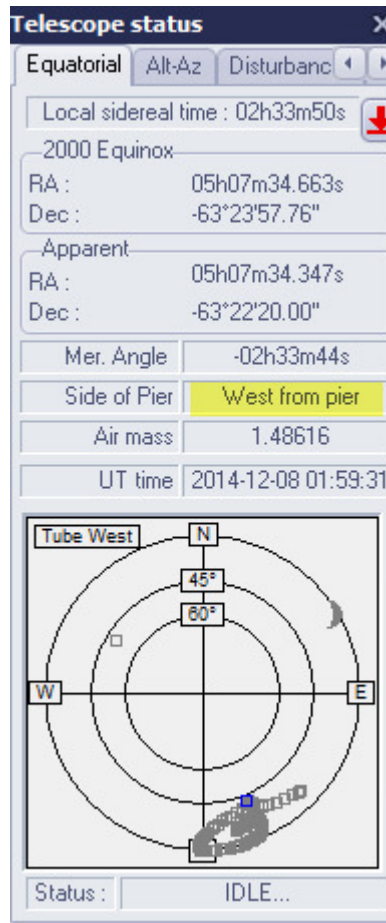 Telescope status
Equatorial Alt-Az Disturbanc
Local sidereal time : 02h33m50s
2000 Equinox
RA : 05h07m34.663s
Dec : -63°23'57.76"
Apparent
RA : 05h07m34.347s
Dec : -63°22'20.00"
Mer. Angle -02h33m44s
Side of Pier West from pier
Air mass 1.48616
UT time 2014-12-08 01:59:31
Tube West
N
45°
60°
W E
Status : IDLE...